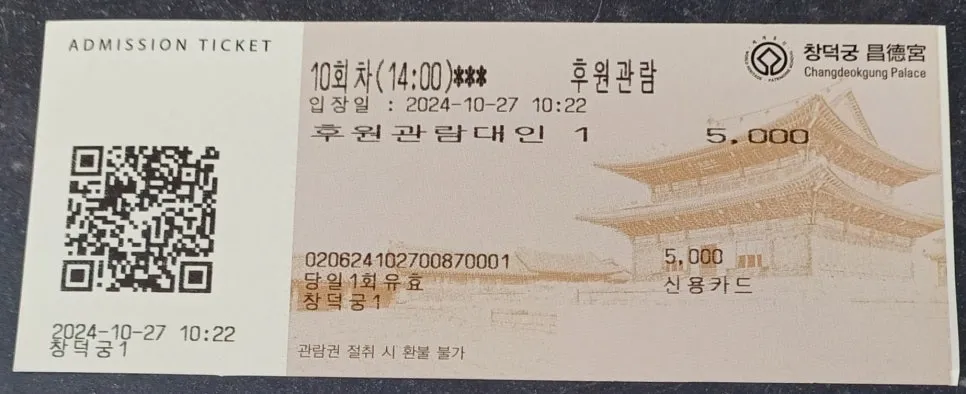 ADMISSION TICKET
2024-10-27 10:22
창덕궁1
10회차(14:00)*** 후원관람
입장일 : 2024-10-27 10:22
후원관람대인 1 5,000
창덕궁 昌德宮
Changdeokgung Palace
020624102700870001 5,000
당일1회유효 신용카드
창덕궁1
관람권 절취 시 환불 불가